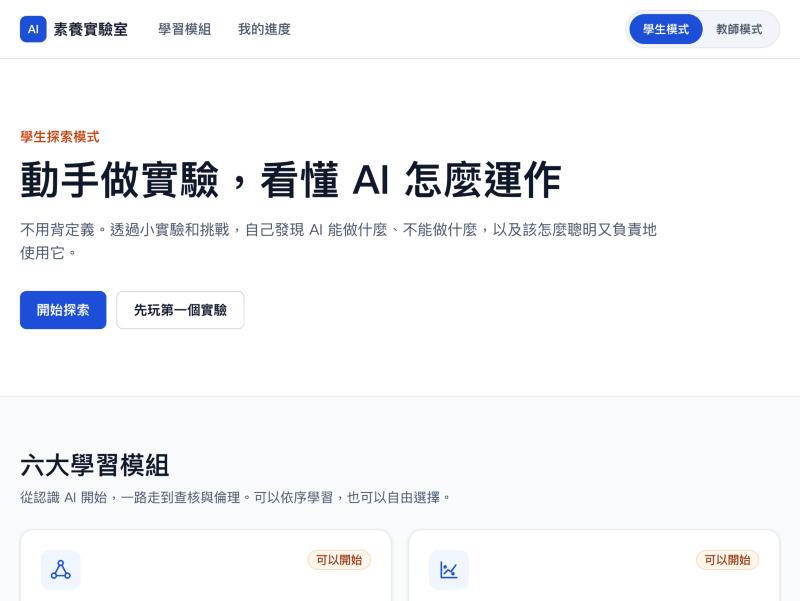 AI 素養實驗室
學習模組
我的進度
學生模式
教師模式
學生探索模式
動手做實驗，看懂 AI 怎麼運作
不用背定義。透過小實驗和挑戰，自己發現 AI 能做什麼、不能做什麼，以及該怎麼聰明又負責地
使用它。
開始探索
先玩第一個實驗
六大學習模組
從認識 AI 開始，一路走到查核與倫理。可以依序學習，也可以自由選擇。
可以開始
可以開始